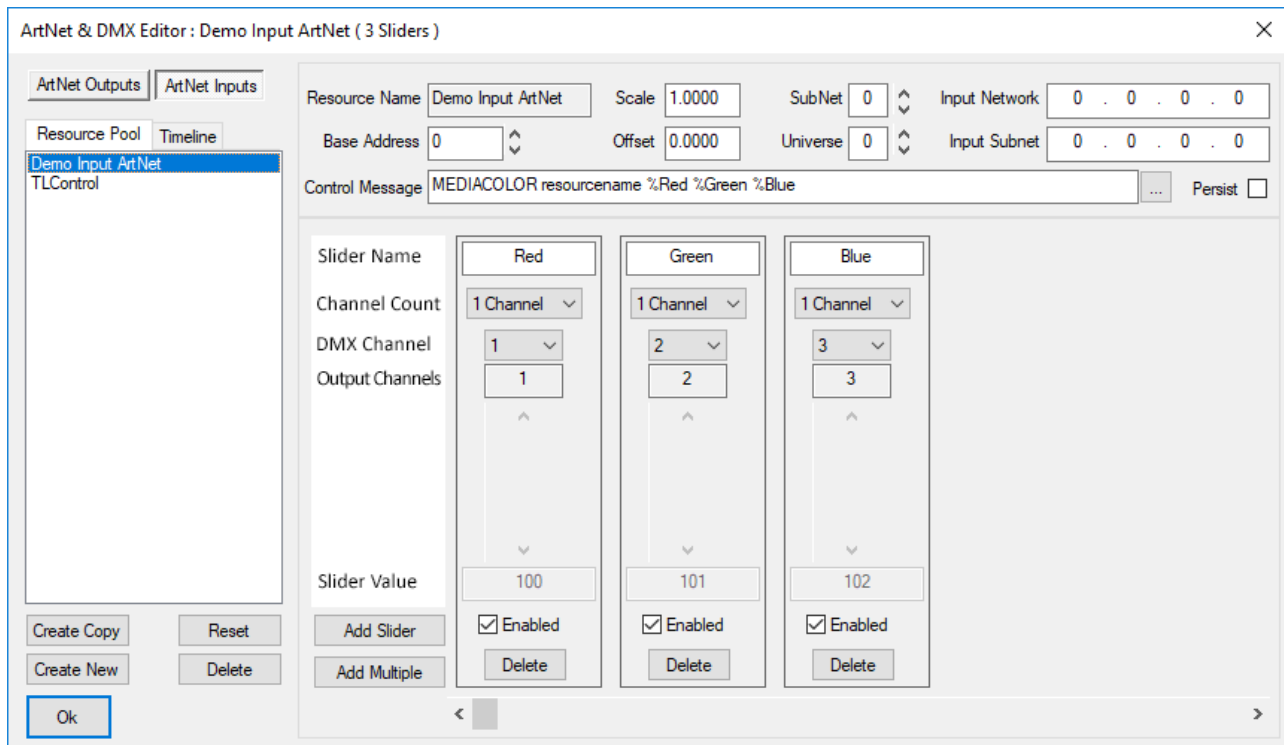 ArtNet & DMX Editor : Demo Input ArtNet ( 3 Sliders )
ArtNet Outputs ArtNet Inputs
Resource Pool Timeline
Demo Input ArtNet
TLControl
Create Copy Reset
Create New Delete
Ok
Resource Name Demo Input ArtNet Scale 1.0000 SubNet 0 Input Network 0 . 0 . 0 . 0
Base Address 0 Offset 0.0000 Universe 0 Input Subnet 0 . 0 . 0 . 0
Control Message MEDIACOLOR resourcename %Red %Green %Blue ... Persist
Slider Name Red Green Blue
Channel Count 1 Channel 1 Channel 1 Channel
DMX Channel 1 2 3
Output Channels 1 2 3
Slider Value 100 101 102
Add Slider Enabled Enabled Enabled
Add Multiple Delete Delete Delete